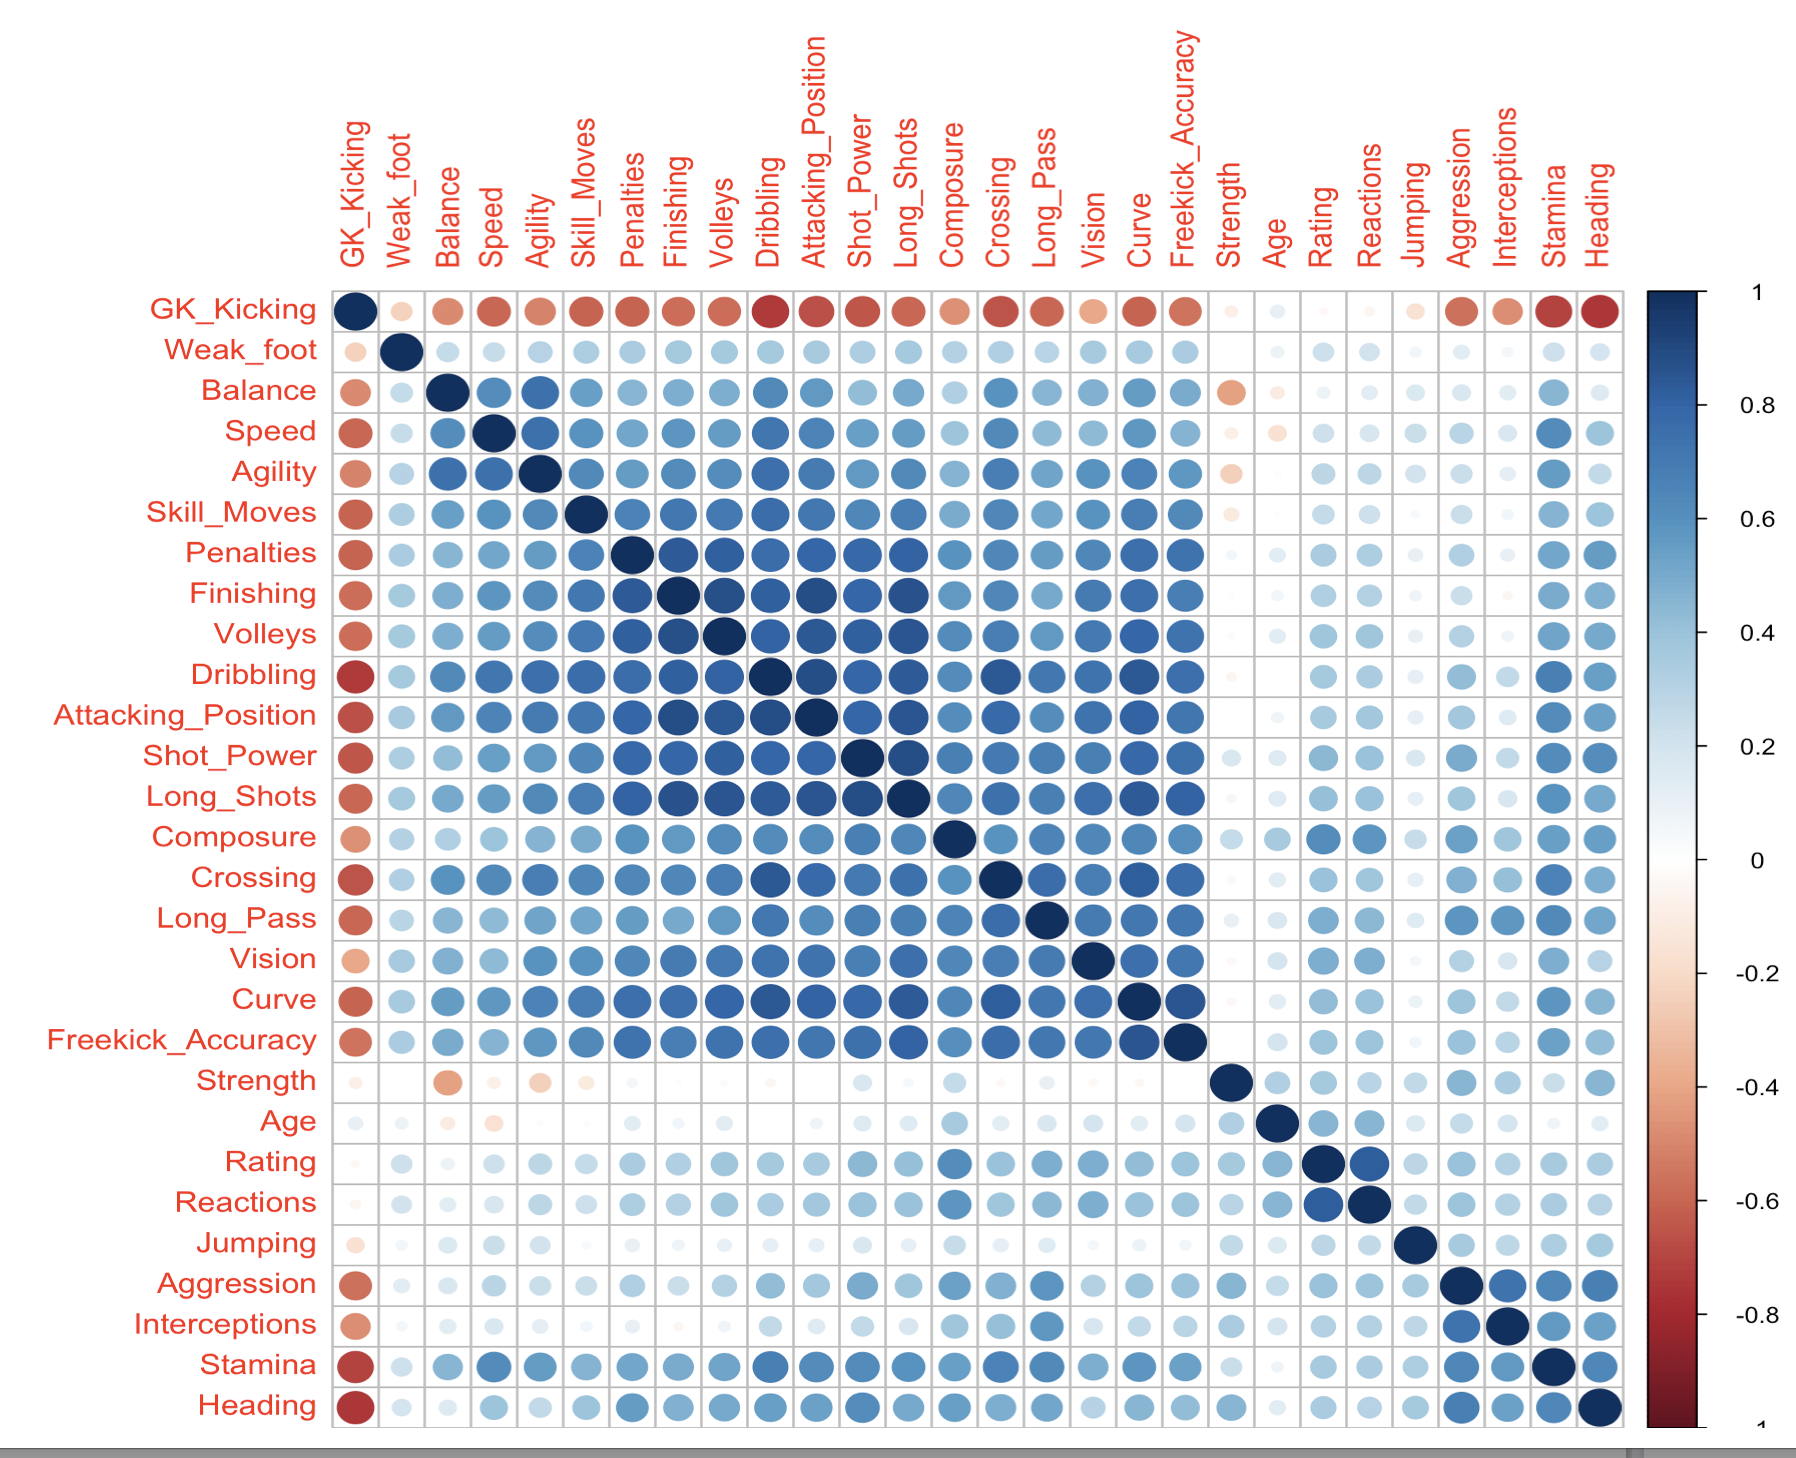 GK_Kicking
Weak_foot
Balance
Speed
Agility
Skill_Moves
Penalties
Finishing
Volleys
Dribbling
Attacking_Position
Shot_Power
Long_Shots
Composure
Crossing
Long_Pass
Vision
Curve
Freekick_Accuracy
Strength
Age
Rating
Reactions
Jumping
Aggression
Interceptions
Stamina
Heading
GK_Kicking
Weak_foot
Balance
Speed
Agility
Skill_Moves
Penalties
Finishing
Volleys
Dribbling
Attacking_Position
Shot_Power
Long_Shots
Composure
Crossing
Long_Pass
Vision
Curve
Freekick_Accuracy
Strength
Age
Rating
Reactions
Jumping
Aggression
Interceptions
Stamina
Heading
1
0.8
0.6
0.4
0.2
0
-0.2
-0.4
-0.6
-0.8